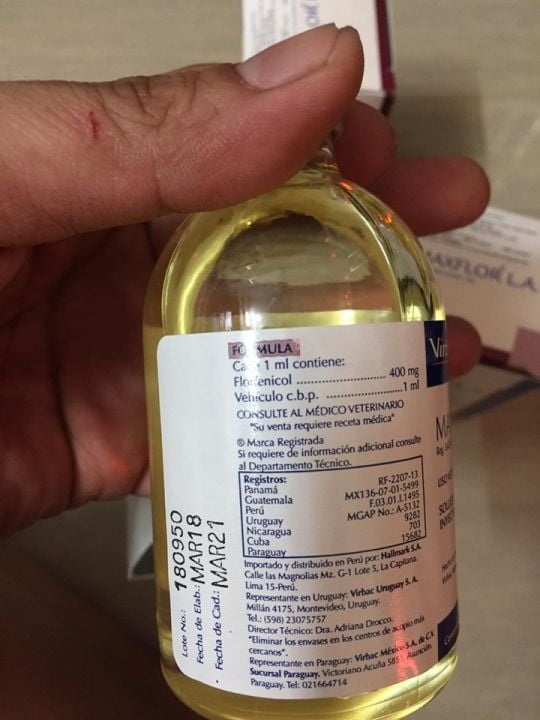 MAXFLOR L.A.
FÓRMULA
Cada 1 ml contiene:
Florfenicol ........................ 400 mg
Vehículo c.b.p. ........................1 ml
CONSULTE AL MÉDICO VETERINARIO
"Su venta requiere receta médica"
® Marca Registrada
Si requiere de información adicional consulte
al Departamento Técnico.
Registros:
Panamá RF-2207-13
Guatemala MX136-07-01-5499
Perú F.03.01.I.1495
Uruguay MGAP No.: A-5132
Nicaragua 9282
Cuba 703
Paraguay 15682
Importado y distribuido en Perú por: Hallmark S.A.
Calle las Magnolias Mz. G-1 Lote 5, La Capitana.
Lima 15-Perú.
Representante en Uruguay: Virbac Uruguay S. A.
Millán 4175, Montevideo, Uruguay.
Tel.: (598) 23075757
Director Técnico: Dra. Adriana Drocco.
"Eliminar los envases en los centros de acopio más
cercanos".
Representante en Paraguay: Virbac México S.A. de C.V.
Sucursal Paraguay. Victoriano Acuña Asunción,
Paraguay. Tel: 021664714
Lote No.: 180950
Fecha de Elab.: MAR18
Fecha de Cad.: MAR21
Virb
MA
USO